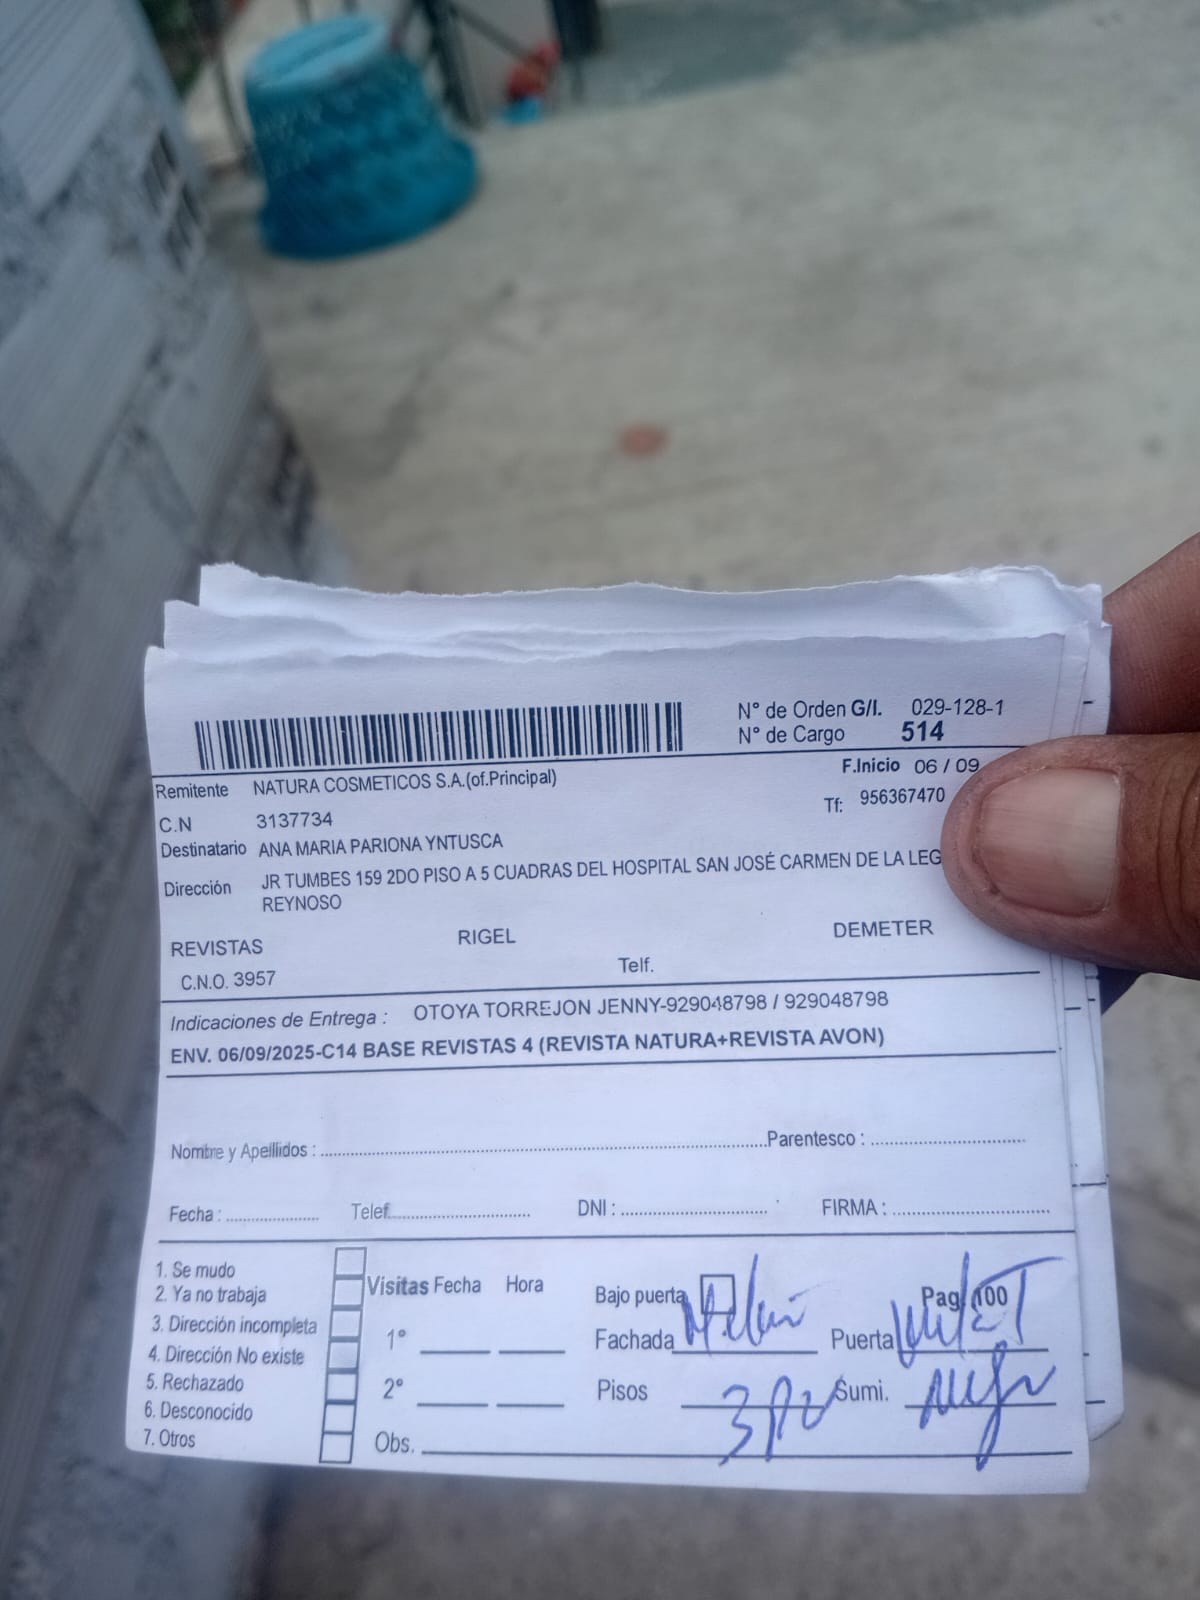 N° de Orden G/I. 029-128-1
N° de Cargo 514
F.Inicio 06 / 09
Remitente NATURA COSMETICOS S.A.(of.Principal)
Tf: 956367470
C.N 3137734
Destinatario ANA MARIA PARIONA YNTUSCA
Dirección JR TUMBES 159 2DO PISO A 5 CUADRAS DEL HOSPITAL SAN JOSÉ CARMEN DE LA LEG
REYNOSO
REVISTAS RIGEL DEMETER
C.N.O. 3957 Telf.
Indicaciones de Entrega : OTOYA TORREJON JENNY-929048798 / 929048798
ENV. 06/09/2025-C14 BASE REVISTAS 4 (REVISTA NATURA+REVISTA AVON)
Nombre y Apellidos : Parentesco :
Fecha : Telef. DNI : FIRMA :
1. Se mudo
2. Ya no trabaja
3. Dirección incompleta
4. Dirección No existe
5. Rechazado
6. Desconocido
7. Otros
Visitas Fecha Hora
1°
2°
Obs.
Bajo puerta Pag. 100
Fachada Puerta
Pisos 3 Sumi.